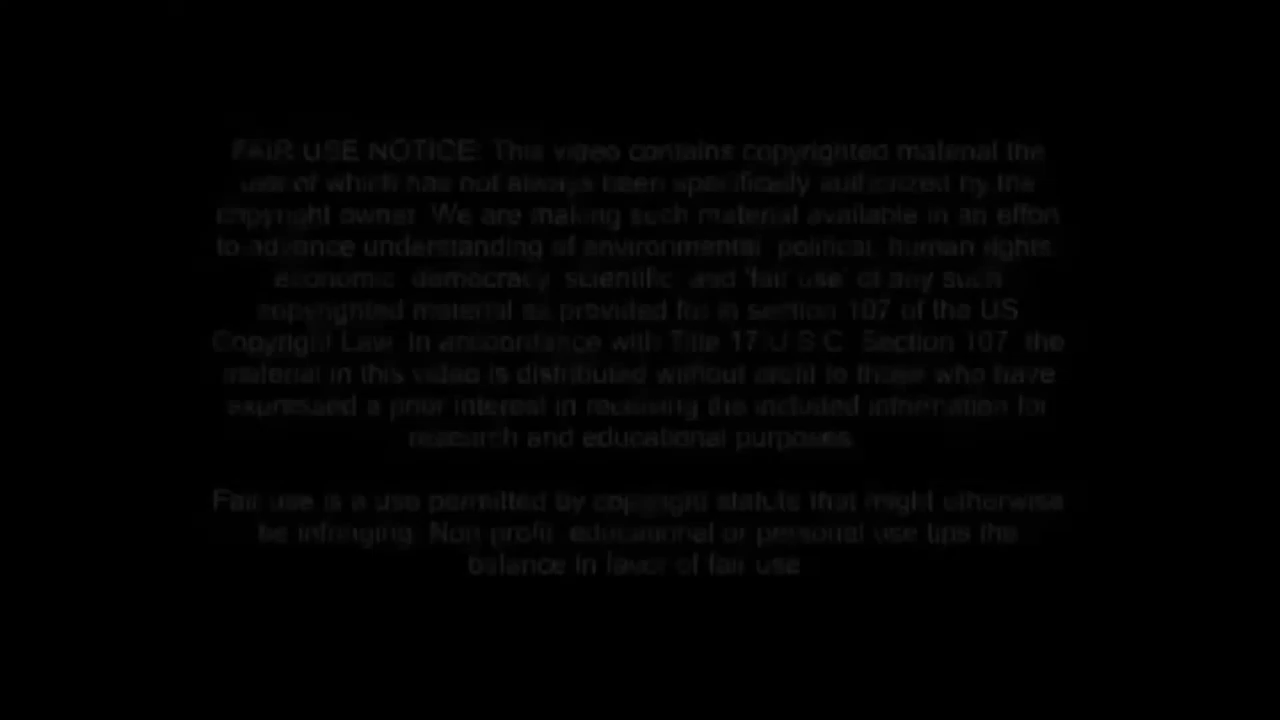 FAIR USE NOTICE: This video contains copyrighted material the
use of which has not always been specifically authorized by the
copyright owner. We are making such material available in an effort
to advance understanding of environmental, political, human rights,
economic, democracy, scientific, and 'fair use' of any such
copyrighted material as provided for in section 107 of the US
Copyright Law. In accordance with Title 17 U.S.C. Section 107, the
material in this video is distributed without profit to those who have
expressed a prior interest in receiving the included information for
research and educational purposes.
Fair use is a use permitted by copyright statute that might otherwise
be infringing. Non profit, educational or personal use tips the
balance in favor of fair use.